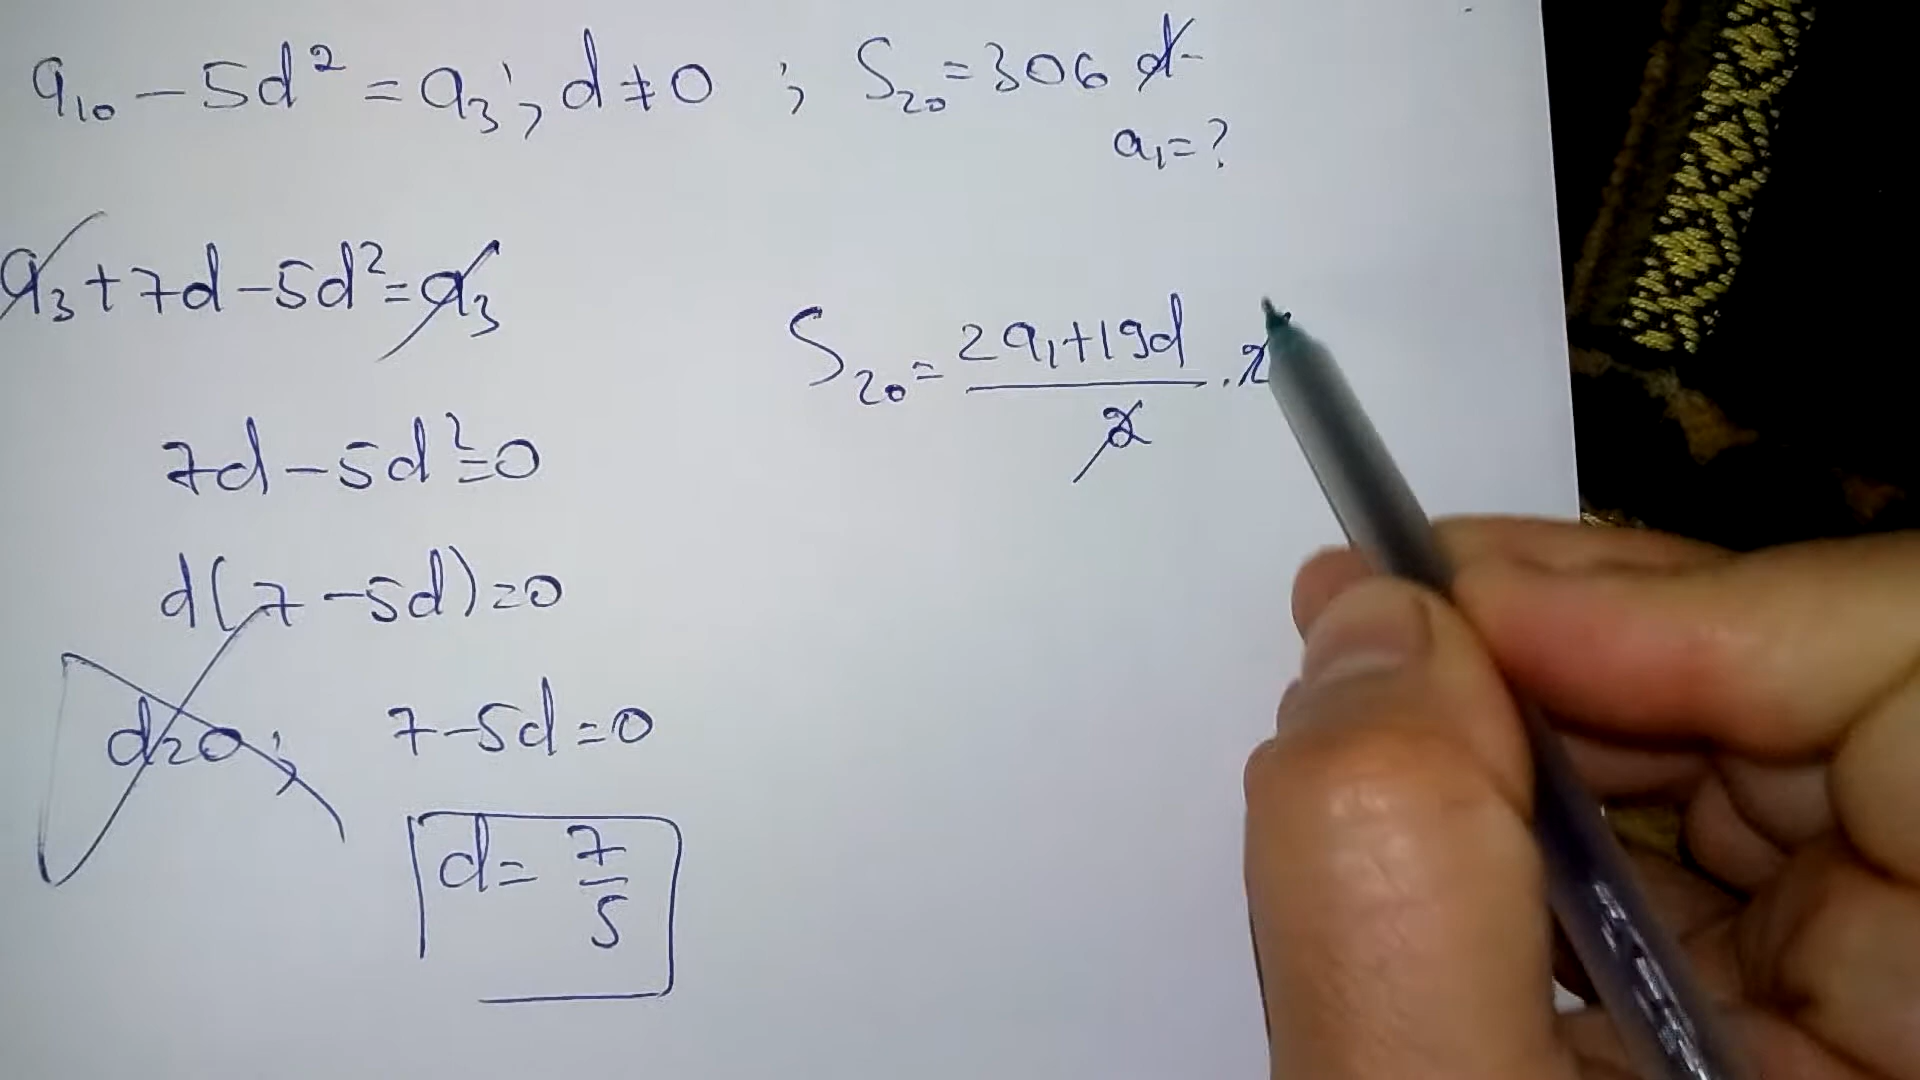 a₁₀ - 5d² = a₃ ; d ≠ 0 ; S₂₀ = 306
a₁ = ?
a₃ + 7d - 5d² = a₃
S₂₀ = (2a₁ + 19d)/2 ·
7d - 5d² = 0
d(7 - 5d) = 0
d = 0 ; 7 - 5d = 0
d = 7/5